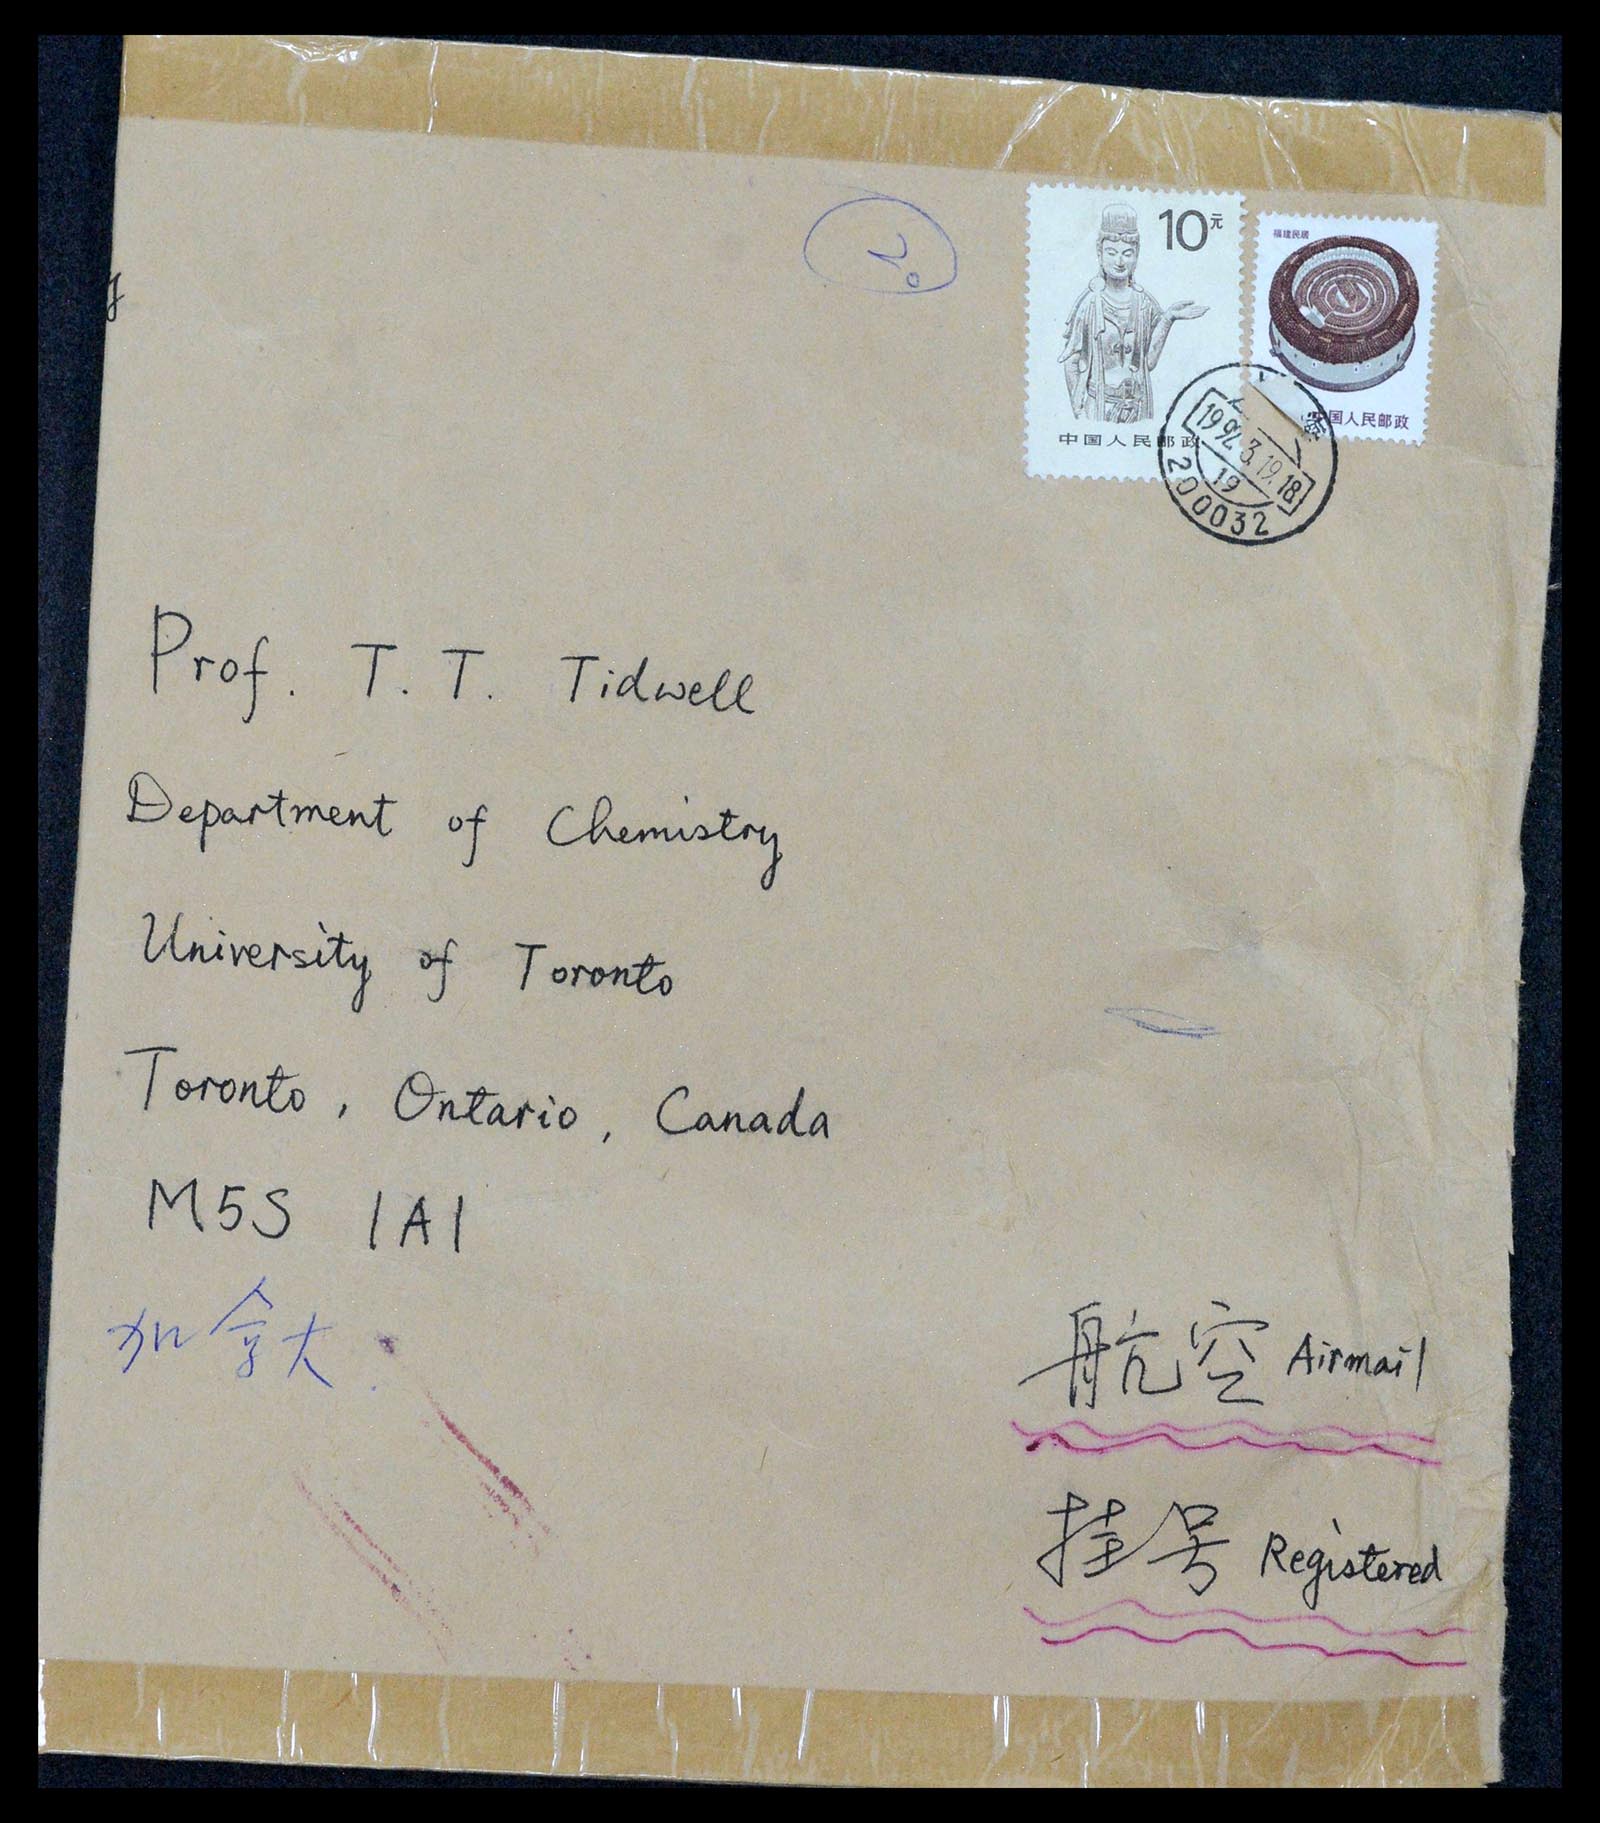 10元
中国人民邮政
福建民居
中国人民邮政
1992.3.19.18
19
200032
Prof. T. T. Tidwell
Department of Chemistry
University of Toronto
Toronto, Ontario, Canada
M5S 1A1
加拿大.
航空 Airmail
挂号 Registered